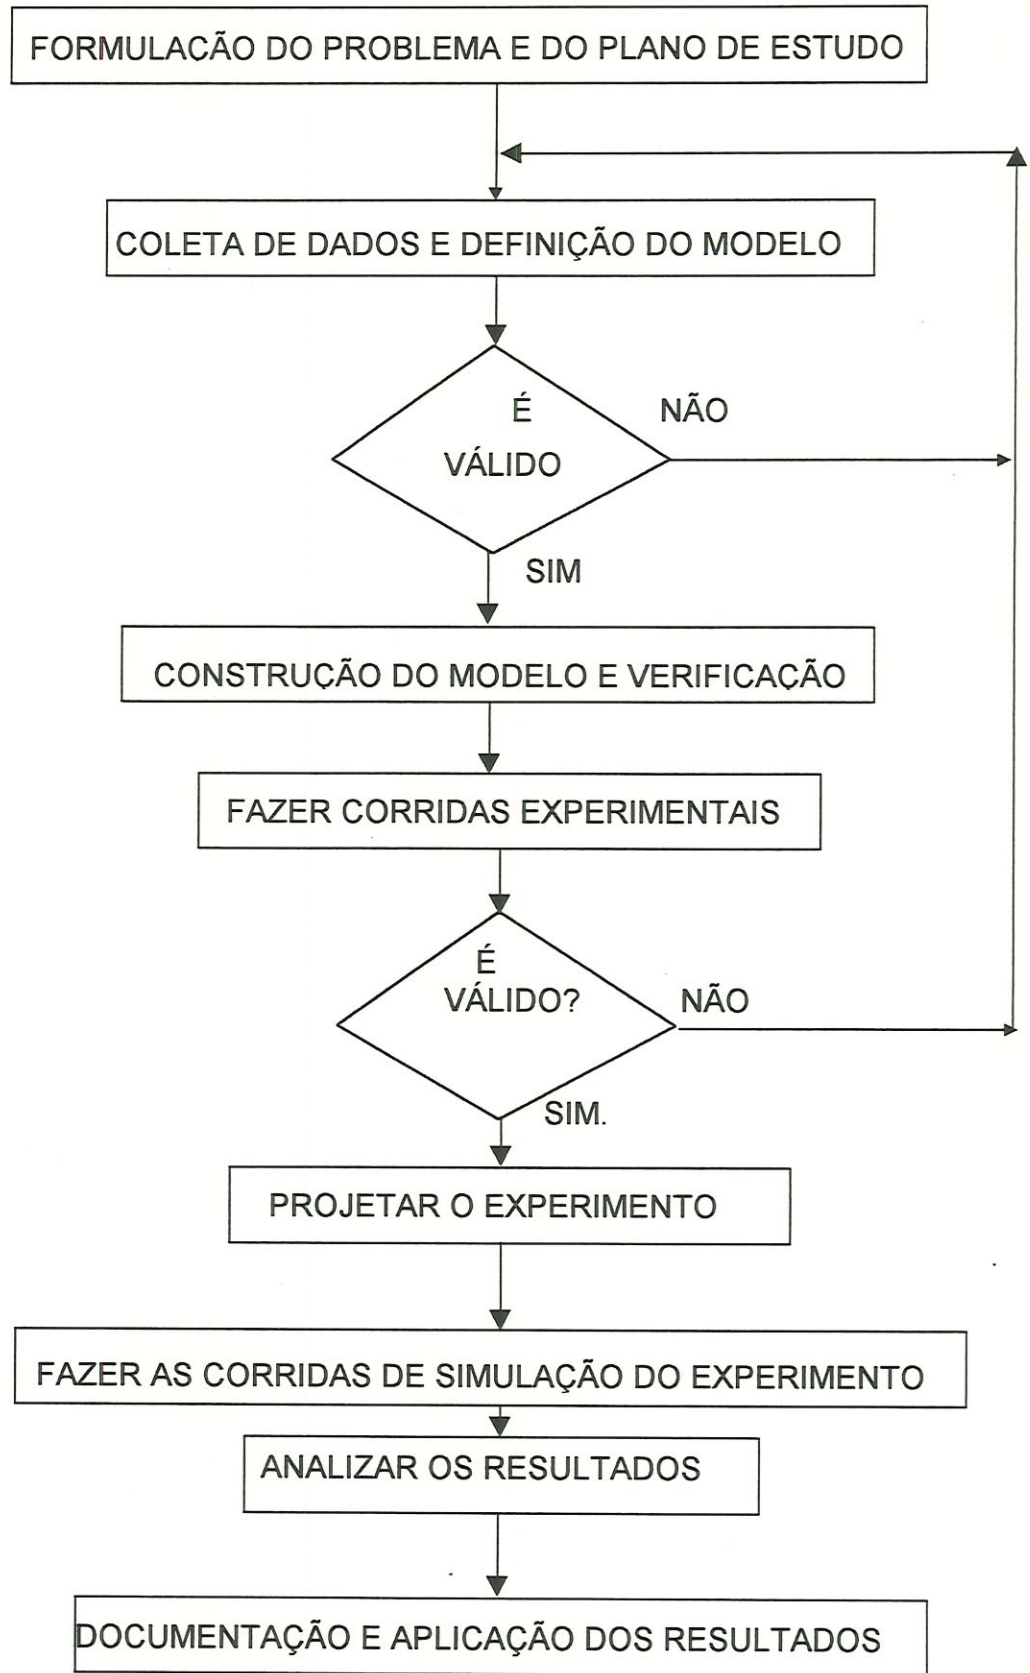 FORMULAÇÃO DO PROBLEMA E DO PLANO DE ESTUDO
COLETA DE DADOS E DEFINIÇÃO DO MODELO
É
VÁLIDO
NÃO
SIM
CONSTRUÇÃO DO MODELO E VERIFICAÇÃO
FAZER CORRIDAS EXPERIMENTAIS
É
VÁLIDO?
NÃO
SIM.
PROJETAR O EXPERIMENTO
FAZER AS CORRIDAS DE SIMULAÇÃO DO EXPERIMENTO
ANALIZAR OS RESULTADOS
DOCUMENTAÇÃO E APLICAÇÃO DOS RESULTADOS